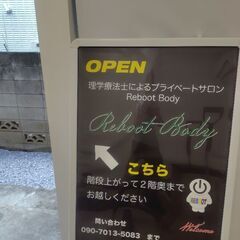 OPEN
理学療法士によるプライベートサロン
Reboot Body
Reboot Body
こちら
階段上がって2階奥まで
お越しください
REBOOT
問い合わせ
090-7013-5083 まで